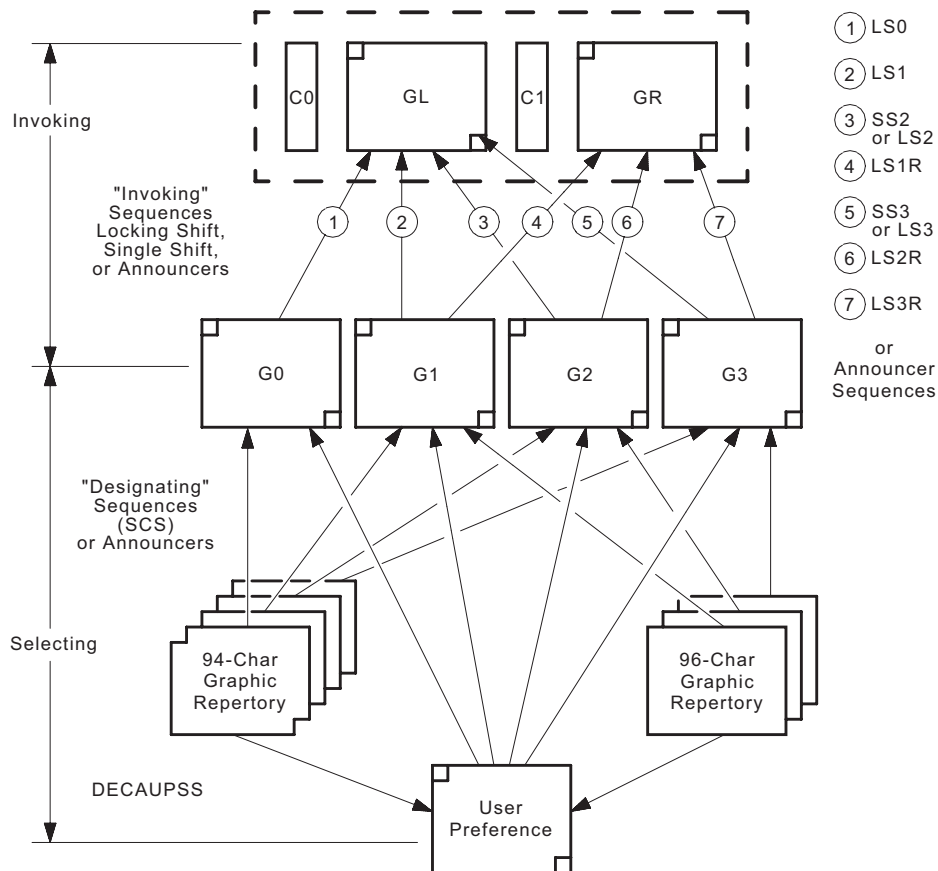 C0
GL
C1
GR
Invoking
"Invoking"
Sequences
Locking Shift,
Single Shift,
or Announcers
1
2
3
4
5
6
7
1 LS0
2 LS1
3 SS2
or LS2
4 LS1R
5 SS3
or LS3
6 LS2R
7 LS3R
or
Announcer
Sequences
G0
G1
G2
G3
"Designating"
Sequences
(SCS)
or Announcers
Selecting
94-Char
Graphic
Repertory
96-Char
Graphic
Repertory
DECAUPSS
User
Preference